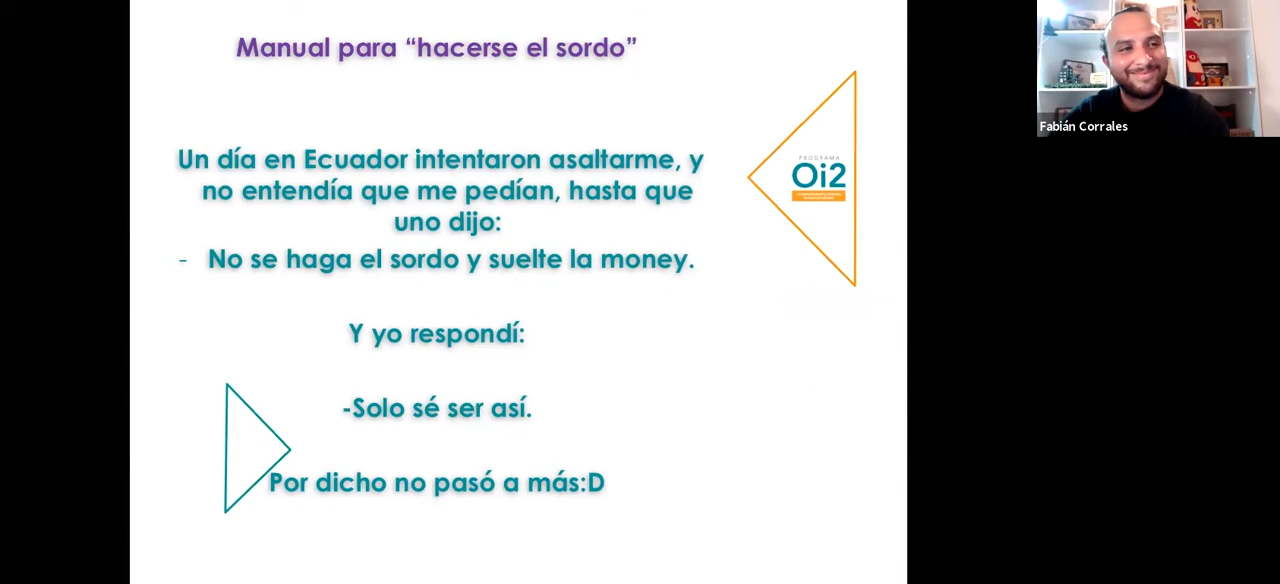 Manual para “hacerse el sordo”
Un día en Ecuador intentaron asaltarme, y
no entendía que me pedían, hasta que
uno dijo:
- No se haga el sordo y suelte la money.
Y yo respondí:
-Solo sé ser así.
Por dicho no pasó a más:D
PROGRAMA
Oi2
Fabián Corrales